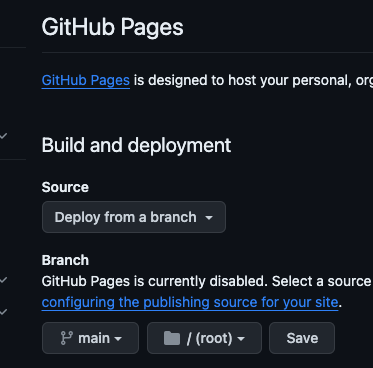 GitHub Pages
GitHub Pages is designed to host your personal,
Build and deployment
Source
Deploy from a branch
Branch
GitHub Pages is currently disabled. Select a source
configuring the publishing source for your site.
main
/ (root)
Save